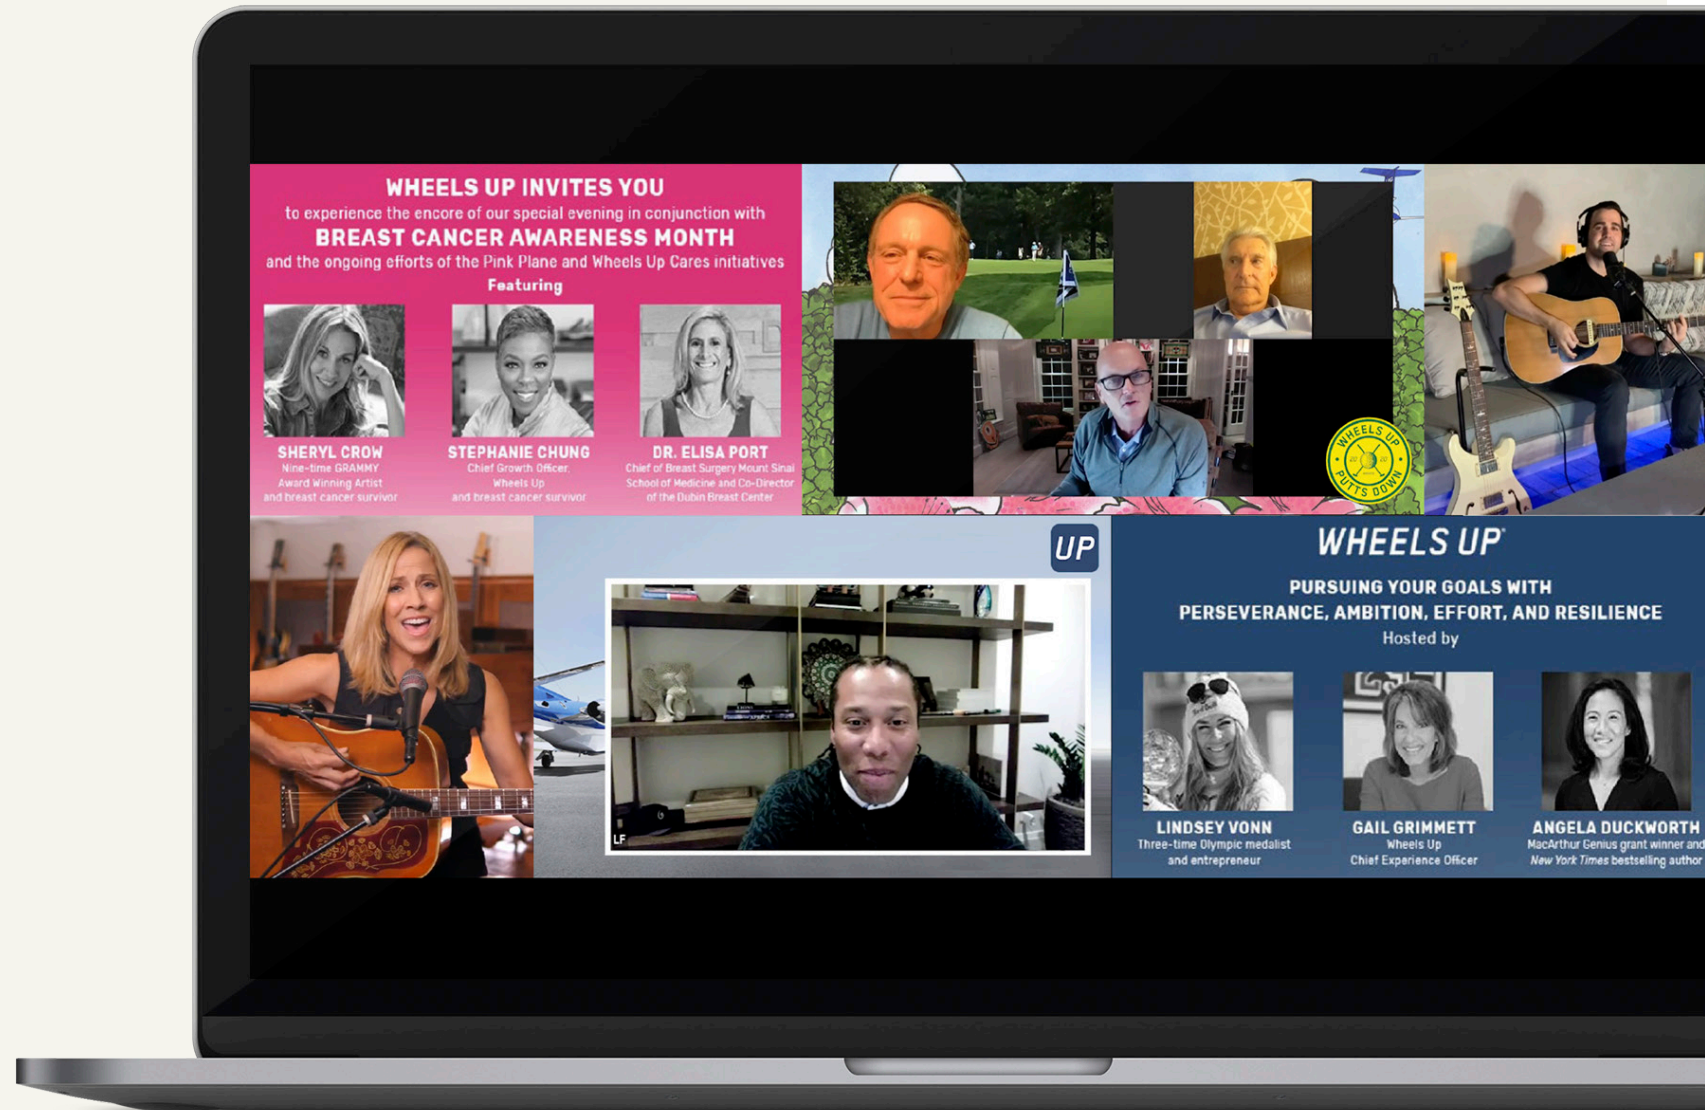 WHEELS UP INVITES YOU
to experience the encore of our special evening in conjunction with
BREAST CANCER AWARENESS MONTH
and the ongoing efforts of the Pink Plane and Wheels Up Cares initiatives
Featuring
SHERYL CROW
Nine-time GRAMMY
Award Winning Artist
and breast cancer survivor
STEPHANIE CHUNG
Chief Growth Officer,
Wheels Up
and breast cancer survivor
DR. ELISA PORT
Chief of Breast Surgery Mount Sinai
School of Medicine and Co-Director
of the Dubin Breast Center
WHEELS UP
PUTTS DOWN
UP
LF
WHEELS UP®
PURSUING YOUR GOALS WITH
PERSEVERANCE, AMBITION, EFFORT, AND RESILIENCE
Hosted by
LINDSEY VONN
Three-time Olympic medalist
and entrepreneur
GAIL GRIMMETT
Wheels Up
Chief Experience Officer
ANGELA DUCKWORTH
MacArthur Genius grant winner and
New York Times bestselling author